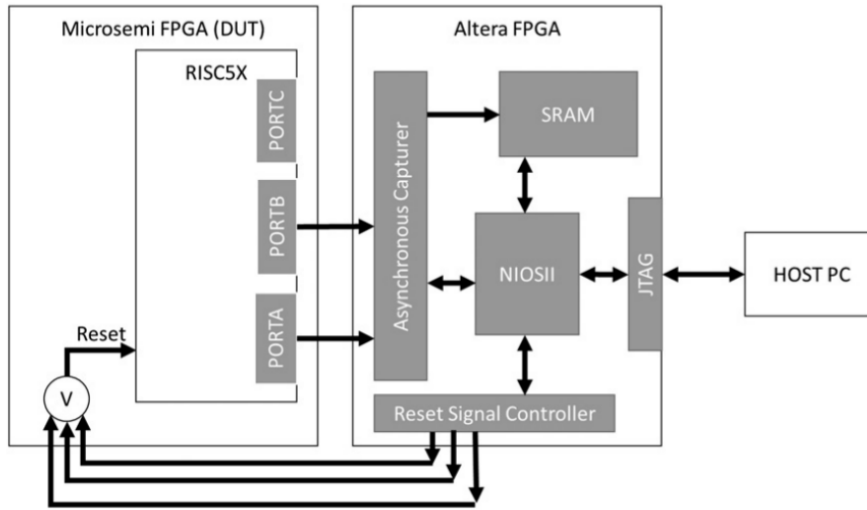 Microsemi FPGA (DUT)
Altera FPGA
RISC5X
PORTC
PORTB
PORTA
Reset
V
Asynchronous Capturer
SRAM
NIOSII
JTAG
HOST PC
Reset Signal Controller